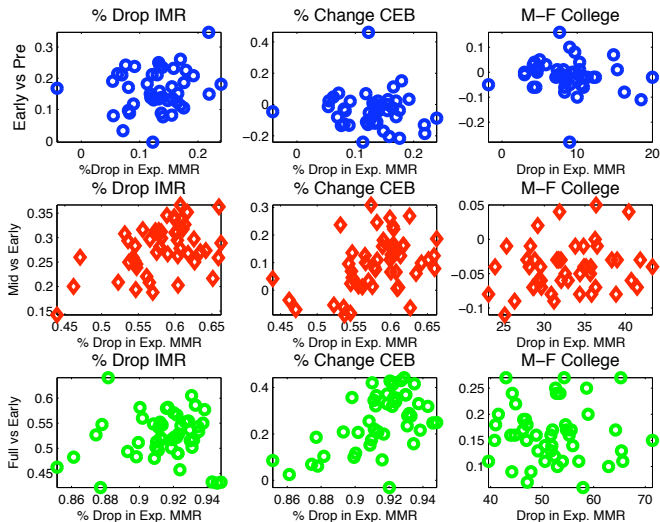 % Drop IMR % Change CEB M-F College
Early vs Pre
0.3
0.2
0.1
0
0 0.1 0.2
0.4
0.2
0
−0.2
0 0.1 0.2
0.1
0
−0.1
−0.2
0 10 20
%Drop in Exp. MMR %Drop in Exp. MMR Drop in Exp. MMR
% Drop IMR % Change CEB M−F College
Mid vs Early
0.35
0.3
0.25
0.2
0.15
0.45 0.5 0.55 0.6 0.65
0.3
0.2
0.1
0
0.45 0.5 0.55 0.6 0.65
0.05
0
−0.05
−0.1
25 30 35 40
% Drop in Exp. MMR % Drop in Exp. MMR Drop in Exp. MMR
% Drop IMR % Change CEB M−F College
Full vs Early
0.6
0.55
0.5
0.45
0.86 0.88 0.9 0.92 0.94
0.4
0.2
0
0.86 0.88 0.9 0.92 0.94
0.25
0.2
0.15
0.1
40 50 60 70
% Drop in Exp. MMR % Drop in Exp. MMR Drop in Exp. MMR